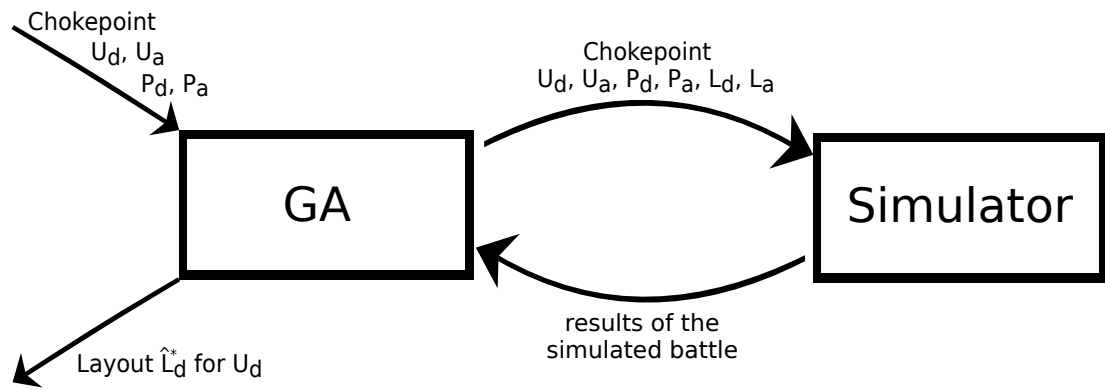 Chokepoint
U_d, U_a
P_d, P_a
GA
Chokepoint
U_d, U_a, P_d, P_a, L_d, L_a
Simulator
results of the
simulated battle
Layout L̂*_d for U_d